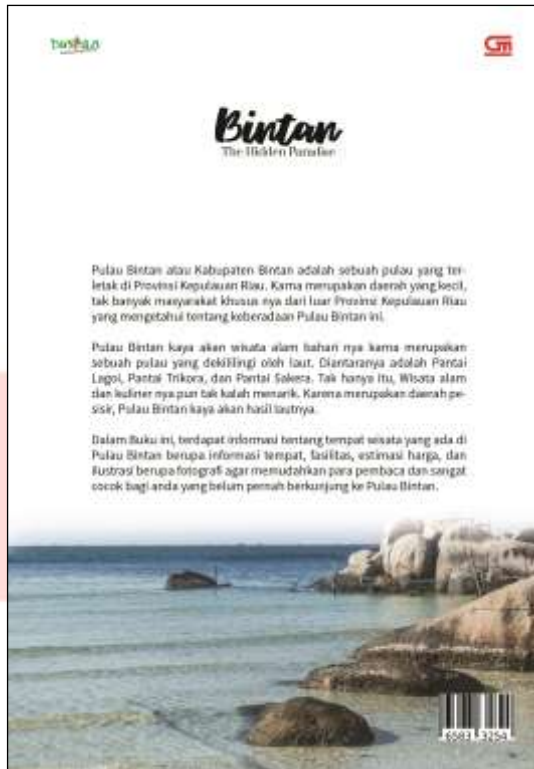 Bintan
The Hidden Paradise
Pulau Bintan atau Kabupaten Bintan adalah sebuah pulau yang ter-
letak di Provinsi Kepulauan Riau. Karna merupakan daerah yang kecil,
tak banyak masyarakat khusus nya dari luar Provinsi Kepulauan Riau
yang mengetahui tentang keberadaan Pulau Bintan ini.
Pulau Bintan kaya akan wisata alam bahari nya karna merupakan
sebuah pulau yang dekililingi oleh laut. Diantaranya adalah Pantai
Lagoi, Pantai Trikora, dan Pantai Sakera. Tak hanya itu, Wisata alam
dan kuliner nya pun tak kalah menarik. Karena merupakan daerah pe-
sisir, Pulau Bintan kaya akan hasil lautnya.
Dalam Buku ini, terdapat informasi tentang tempat wisata yang ada di
Pulau Bintan berupa informasi tempat, fasilitas, estimasi harga, dan
ilustrasi berupa fotografi agar memudahkan para pembaca dan sangat
cocok bagi anda yang belum pernah berkunjung ke Pulau Bintan.